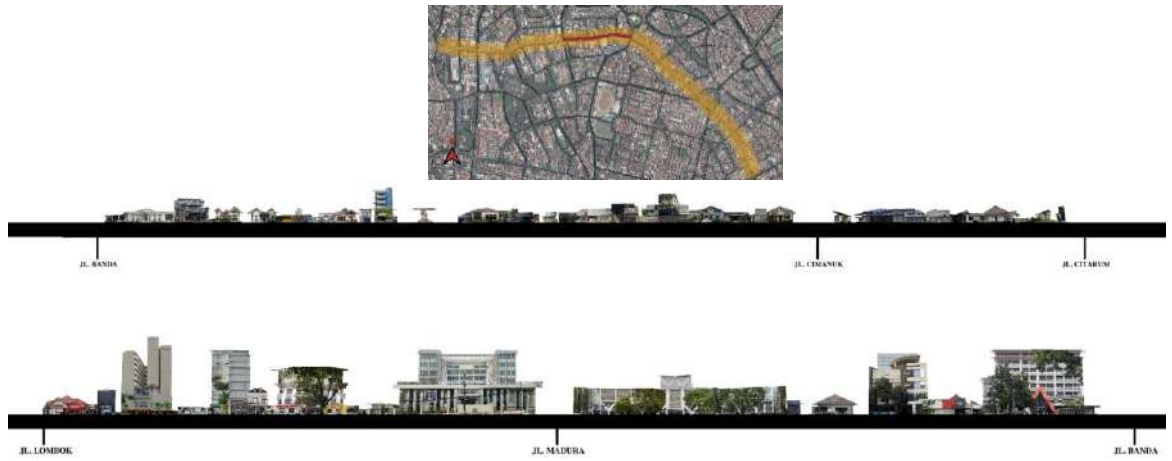 JL. BANDA
JL. CIMANUK
JL. CITARUM
JL. LOMBOK
JL. MADURA
JL. BANDA